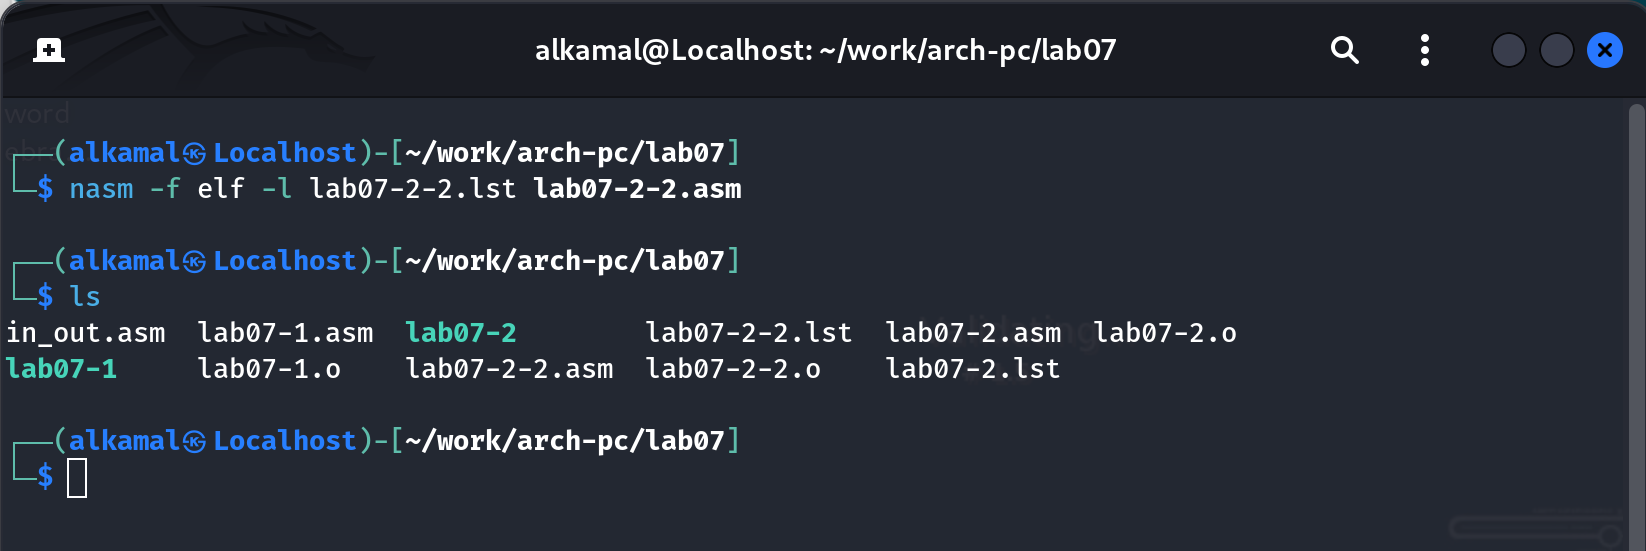 alkamal@Localhost: ~/work/arch-pc/lab07
word
┌──(alkamal㉿Localhost)-[~/work/arch-pc/lab07]
└─$ nasm -f elf -l lab07-2-2.lst lab07-2-2.asm
┌──(alkamal㉿Localhost)-[~/work/arch-pc/lab07]
└─$ ls
in_out.asm  lab07-1.asm  lab07-2        lab07-2-2.lst  lab07-2.asm  lab07-2.o
lab07-1     lab07-1.o    lab07-2-2.asm  lab07-2-2.o    lab07-2.lst
┌──(alkamal㉿Localhost)-[~/work/arch-pc/lab07]
└─$